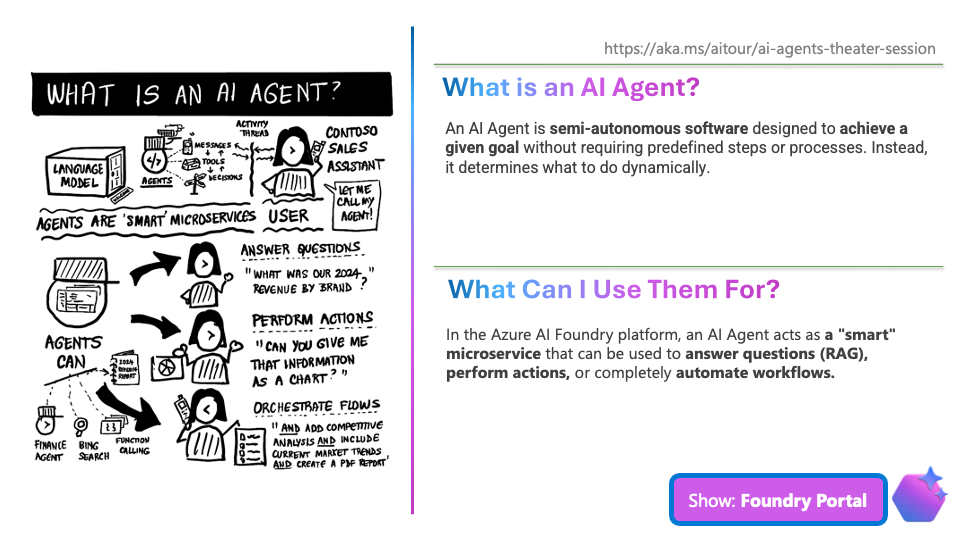 https://aka.ms/aitour/ai-agents-theater-session
WHAT IS AN AI AGENT?
LANGUAGE
MODEL
</>
AGENTS
MESSAGES
TOOLS
DECISIONS
ACTIVITY
THREAD
CONTOSO
SALES
ASSISTANT
LET ME
CALL MY
AGENT!
AGENTS ARE 'SMART' MICROSERVICES
USER
AGENTS
CAN
2024
REVENUE
REPORT
FINANCE
AGENT
BING
SEARCH
FUNCTION
CALLING
ANSWER QUESTIONS
"WHAT WAS OUR 2024
REVENUE BY BRAND?"
PERFORM ACTIONS
"CAN YOU GIVE ME
THAT INFORMATION
AS A CHART?"
ORCHESTRATE FLOWS
"AND ADD COMPETITIVE
ANALYSIS AND INCLUDE
CURRENT MARKET TRENDS
AND CREATE A PDF REPORT'
What is an AI Agent?
An AI Agent is semi-autonomous software designed to achieve a
given goal without requiring predefined steps or processes. Instead,
it determines what to do dynamically.
What Can I Use Them For?
In the Azure AI Foundry platform, an AI Agent acts as a "smart"
microservice that can be used to answer questions (RAG),
perform actions, or completely automate workflows.
Show: Foundry Portal